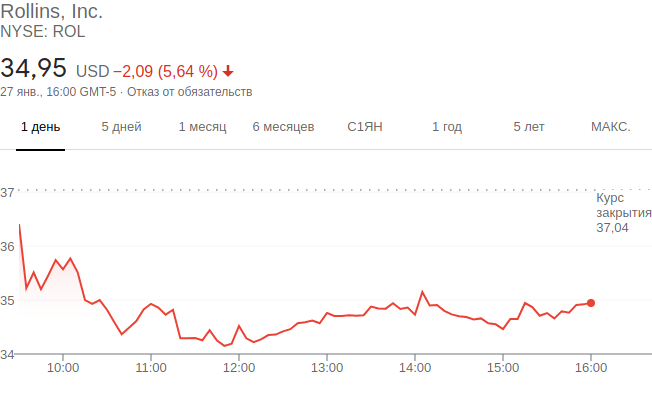 Rollins, Inc.
NYSE: ROL
34,95 USD −2,09 (5,64 %)
27 янв., 16:00 GMT-5 · Отказ от обязательств
1 день 5 дней 1 месяц 6 месяцев С1ЯН 1 год 5 лет МАКС.
37
Курс
закрытия
37,04
36
35
34
10:00 11:00 12:00 13:00 14:00 15:00 16:00